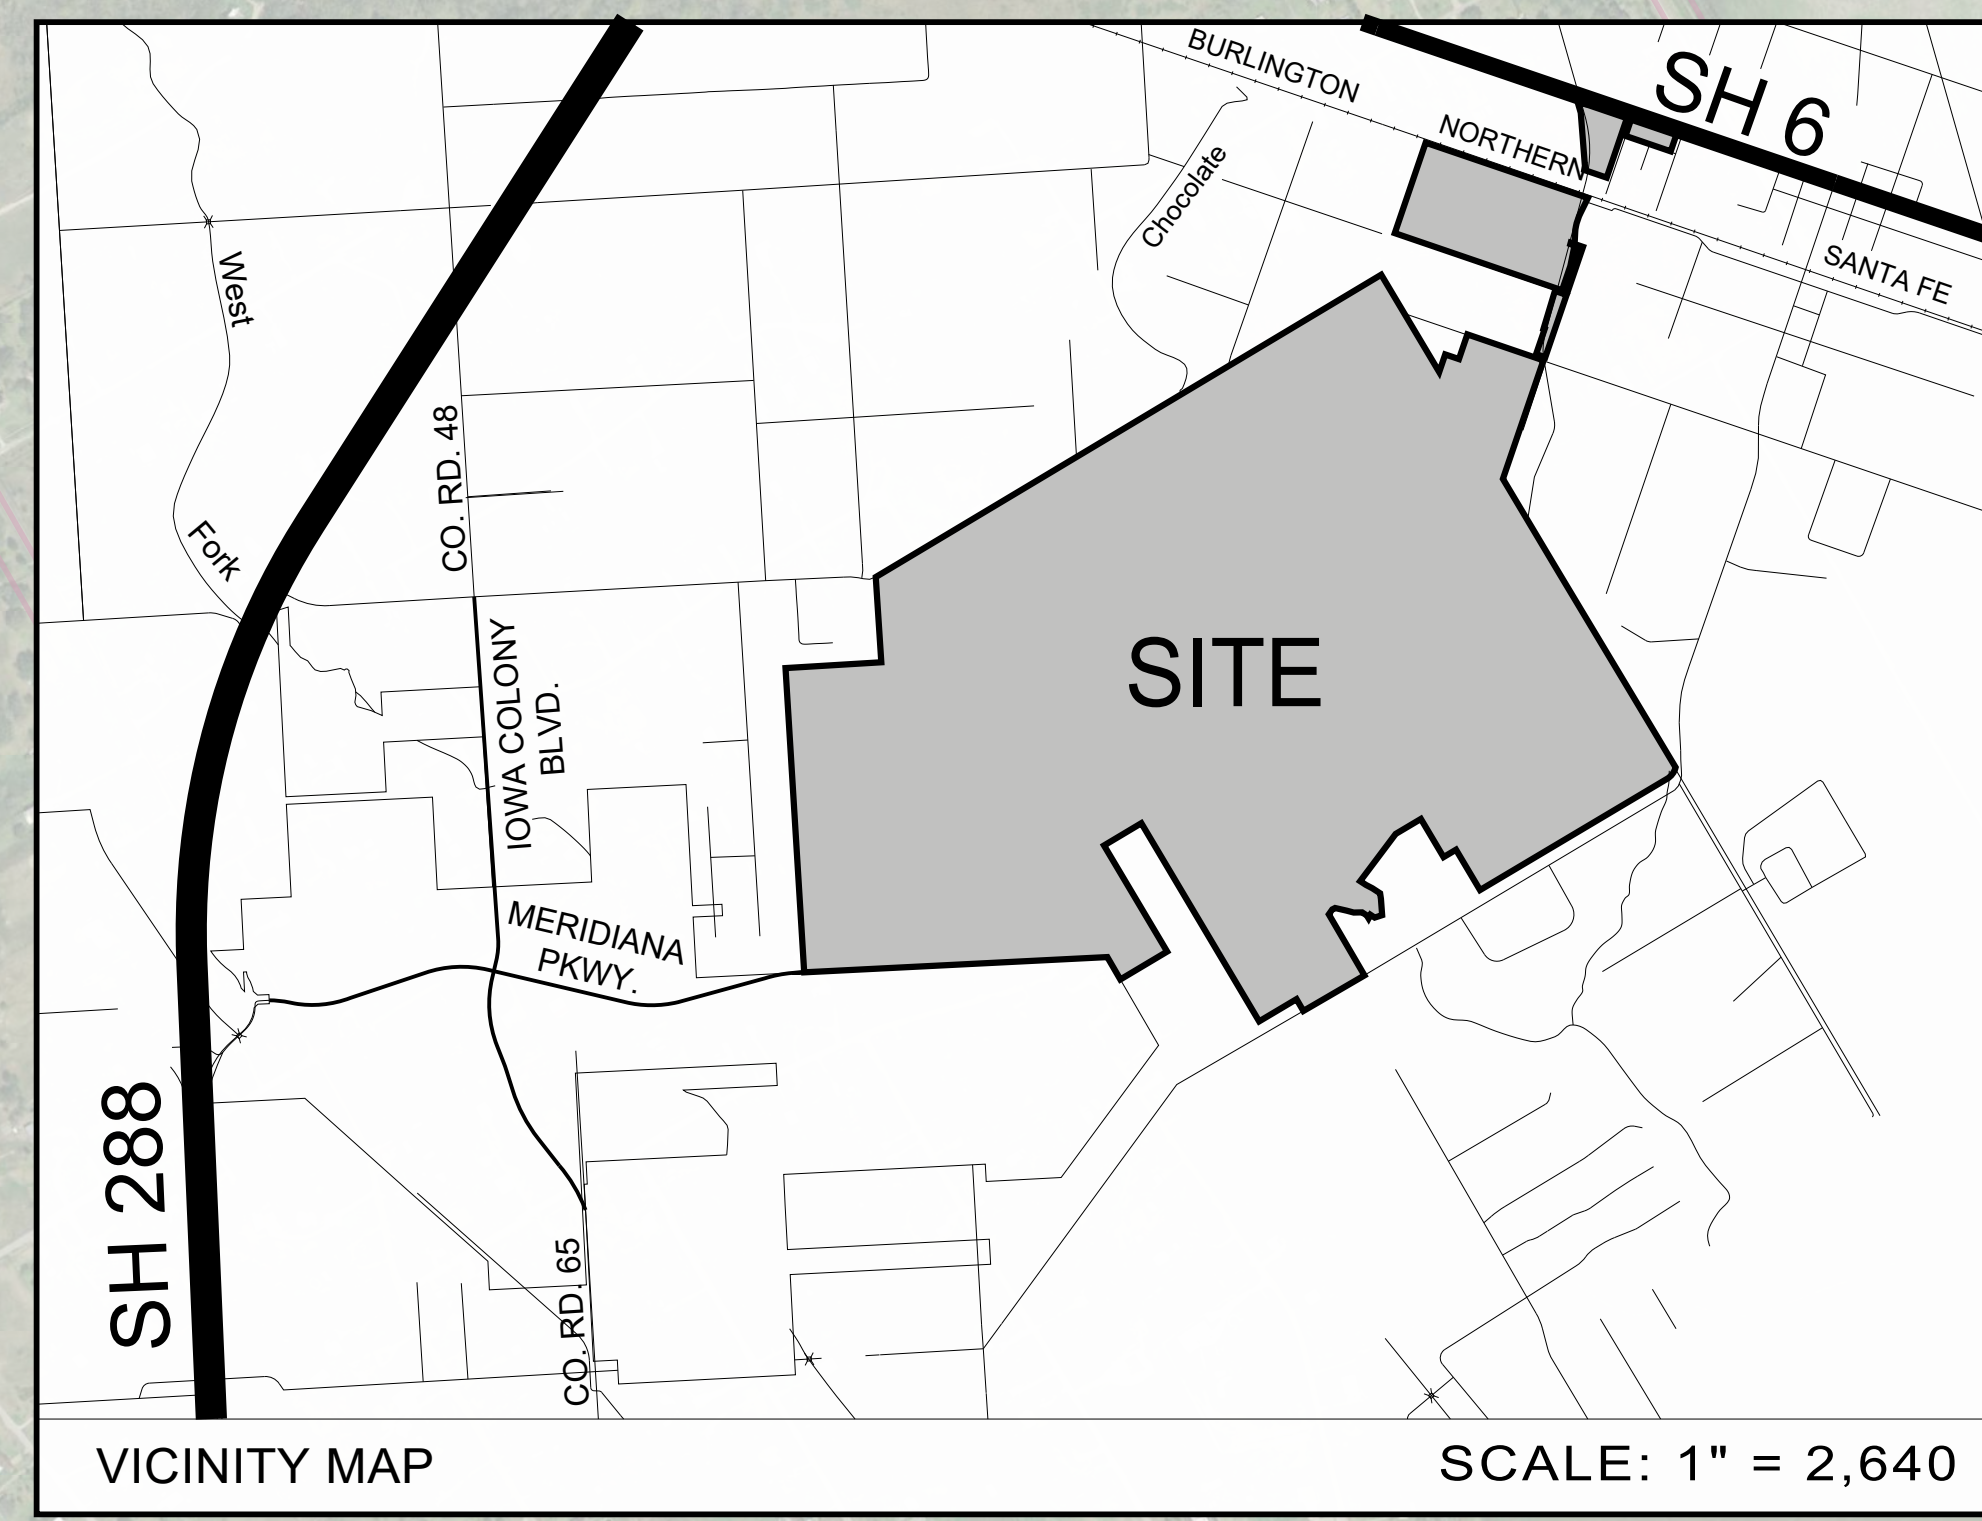 BURLINGTON
NORTHERN
SH 6
SANTA FE
Chocolate
West
Fork
CO. RD. 48
SITE
IOWA COLONY
BLVD.
MERIDIANA
PKWY.
SH 288
CO. RD. 65
VICINITY MAP
SCALE: 1" = 2,640